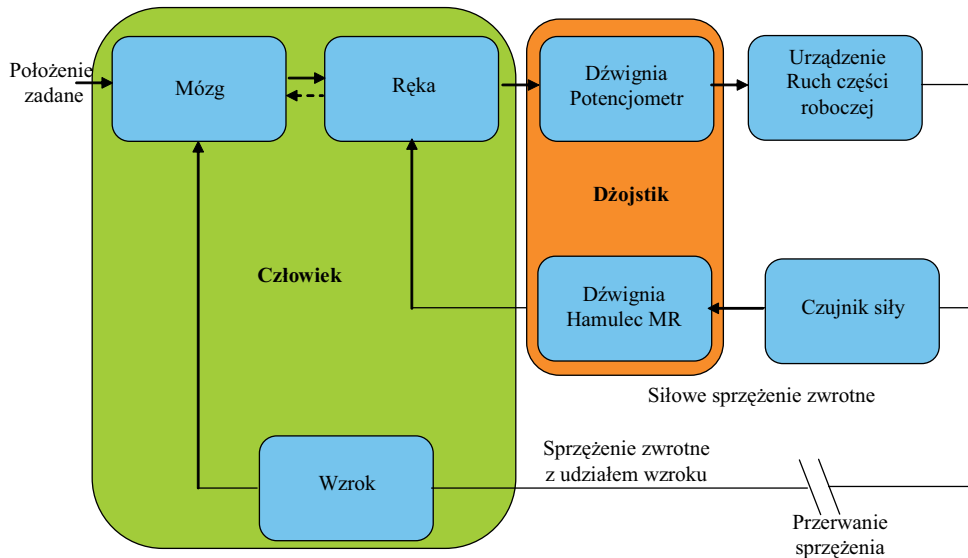 Położenie
zadane
Mózg
Ręka
Dźwignia
Potencjometr
Urządzenie
Ruch części
roboczej
Dżojstik
Człowiek
Dźwignia
Hamulec MR
Czujnik siły
Siłowe sprzężenie zwrotne
Wzrok
Sprzężenie zwrotne
z udziałem wzroku
Przerwanie
sprzężenia